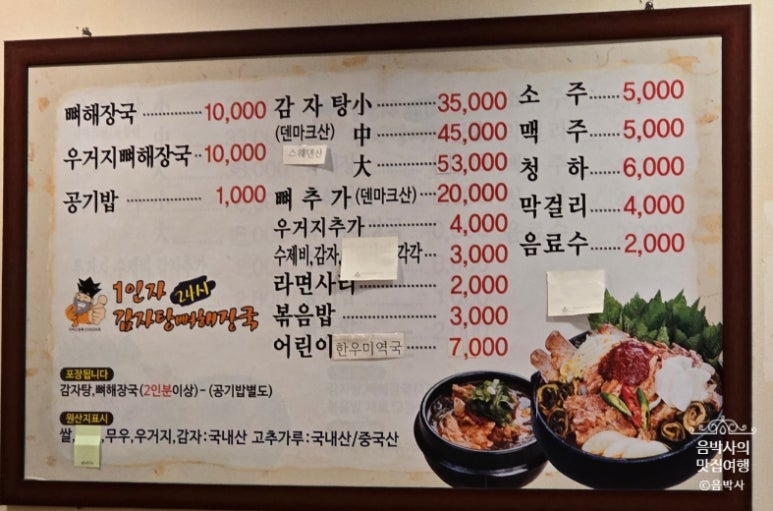 뼈해장국 10,000
우거지뼈해장국 10,000
공기밥 1,000
감자탕 小 35,000
(덴마크산) 中 45,000
스웨덴산 大 53,000
뼈추가(덴마크산) 20,000
우거지추가 4,000
수제비,감자, 각각 3,000
라면사리 2,000
볶음밥 3,000
어린이 한우미역국 7,000
소주 5,000
맥주 5,000
청하 6,000
막걸리 4,000
음료수 2,000
1인자 24시
감자탕뼈해장국
포장됩니다
감자탕,뼈해장국(2인분이상)-(공기밥별도)
원산지표시
쌀, ,무우,우거지,감자:국내산 고추가루:국내산/중국산
음박사의
맛집여행
©음박사